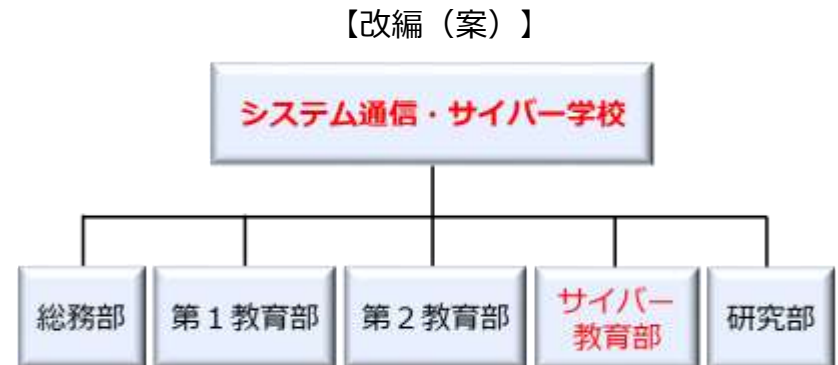 【改編（案）】
システム通信・サイバー学校
総務部
第１教育部
第２教育部
サイバー
教育部
研究部